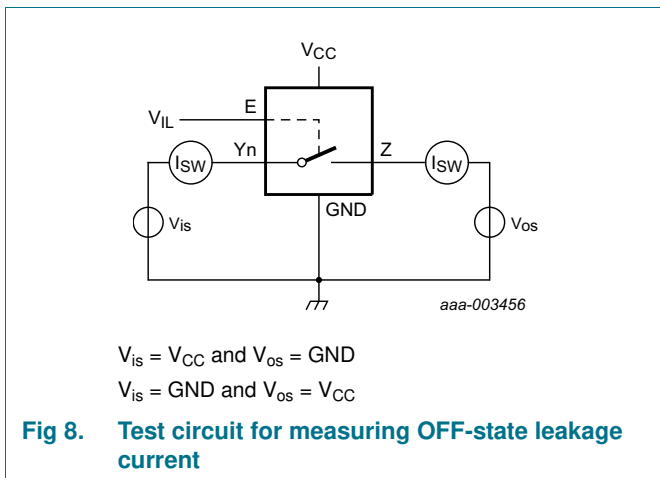 VCC
E
VIL
Yn
Z
ISW
ISW
GND
Vis
Vos
aaa-003456
Vis = VCC and Vos = GND
Vis = GND and Vos = VCC
Fig 8. Test circuit for measuring OFF-state leakage
current